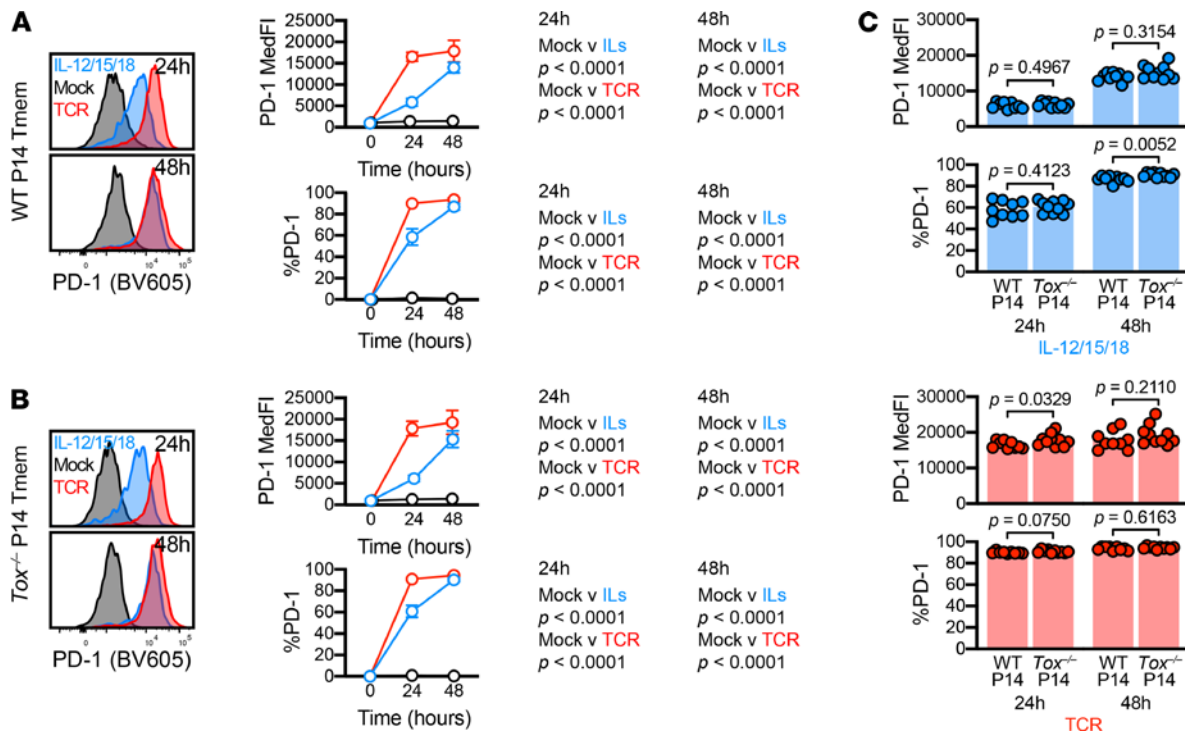 A
WT P14 Tmem
IL-12/15/18
Mock
TCR
24h
48h
0
10⁴
10⁵
PD-1 (BV605)
PD-1 MedFI
25000
20000
15000
10000
5000
0
0
24
48
Time (hours)
%PD-1
100
80
60
40
20
0
0
24
48
Time (hours)
24h
Mock v ILs
p < 0.0001
Mock v TCR
p < 0.0001
48h
Mock v ILs
p < 0.0001
Mock v TCR
p < 0.0001
24h
Mock v ILs
p < 0.0001
Mock v TCR
p < 0.0001
48h
Mock v ILs
p < 0.0001
Mock v TCR
p < 0.0001
B
Tox⁻/⁻ P14 Tmem
IL-12/15/18
Mock
TCR
24h
48h
0
10⁴
10⁵
PD-1 (BV605)
PD-1 MedFI
25000
20000
15000
10000
5000
0
0
24
48
Time (hours)
%PD-1
100
80
60
40
20
0
0
24
48
Time (hours)
24h
Mock v ILs
p < 0.0001
Mock v TCR
p < 0.0001
48h
Mock v ILs
p < 0.0001
Mock v TCR
p < 0.0001
24h
Mock v ILs
p < 0.0001
Mock v TCR
p < 0.0001
48h
Mock v ILs
p < 0.0001
Mock v TCR
p < 0.0001
C
PD-1 MedFI
30000
20000
10000
0
p = 0.4967
p = 0.3154
%PD-1
100
80
60
40
20
0
p = 0.4123
p = 0.0052
WT
P14
Tox⁻/⁻
P14
WT
P14
Tox⁻/⁻
P14
24h
48h
IL-12/15/18
PD-1 MedFI
30000
20000
10000
0
p = 0.0329
p = 0.2110
%PD-1
100
80
60
40
20
0
p = 0.0750
p = 0.6163
WT
P14
Tox⁻/⁻
P14
WT
P14
Tox⁻/⁻
P14
24h
48h
TCR